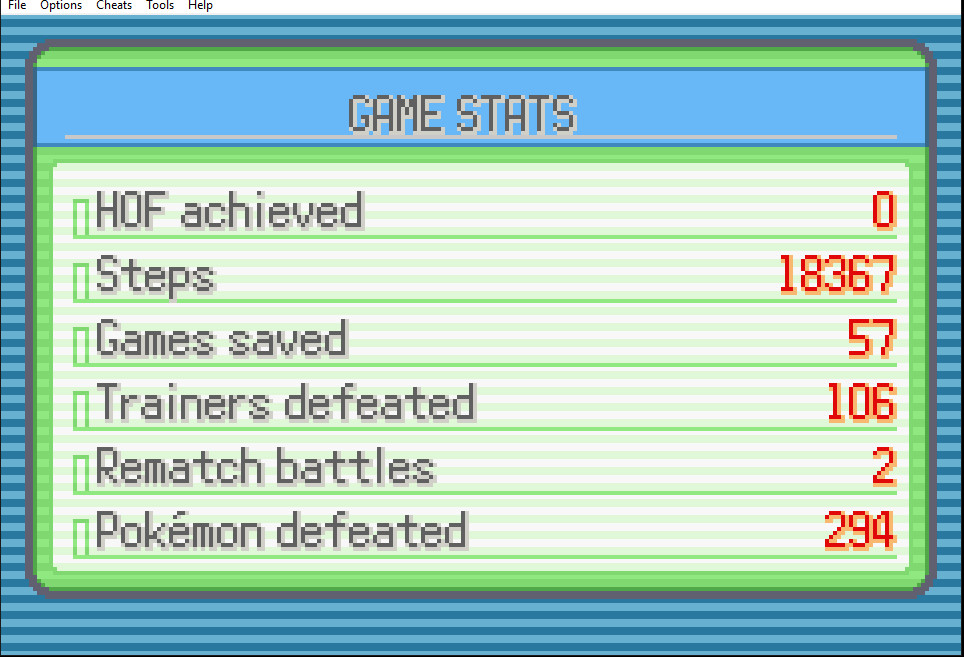 File Options Cheats Tools Help
GAME STATS
HOF achieved 0
Steps 18367
Games saved 57
Trainers defeated 106
Rematch battles 2
Pokémon defeated 294